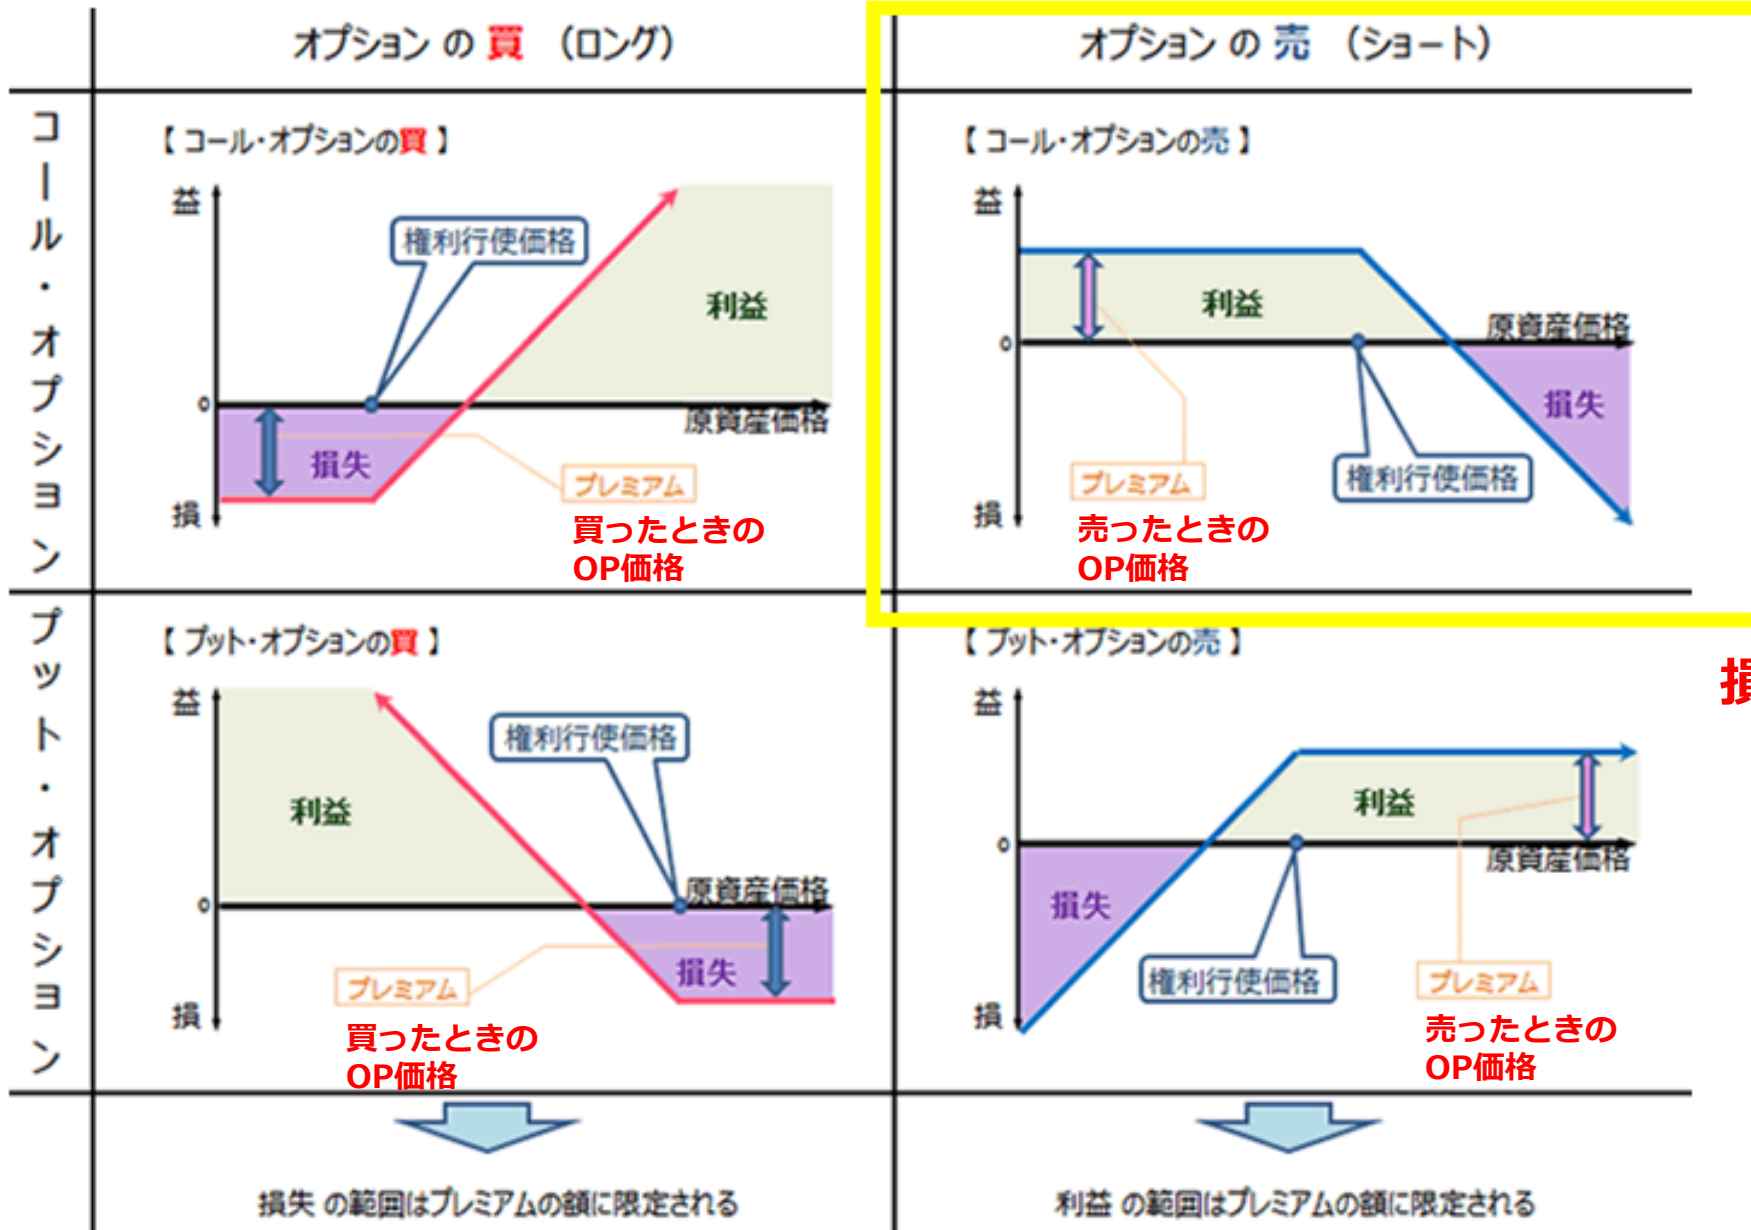 オプション の 買 （ロング）
オプション の 売 （ショート）
コール・オプション
【 コール・オプションの買 】
益
権利行使価格
利益
0
原資産価格
損失
プレミアム
損
買ったときの
OP価格
【 コール・オプションの売 】
益
利益
原資産価格
0
損失
権利行使価格
プレミアム
損
売ったときの
OP価格
プット・オプション
【 プット・オプションの買 】
益
権利行使価格
利益
原資産価格
0
損失
プレミアム
損
買ったときの
OP価格
【 プット・オプションの売 】
益
利益
0
原資産価格
損失
権利行使価格
プレミアム
損
売ったときの
OP価格
損失 の範囲はプレミアムの額に限定される
利益 の範囲はプレミアムの額に限定される